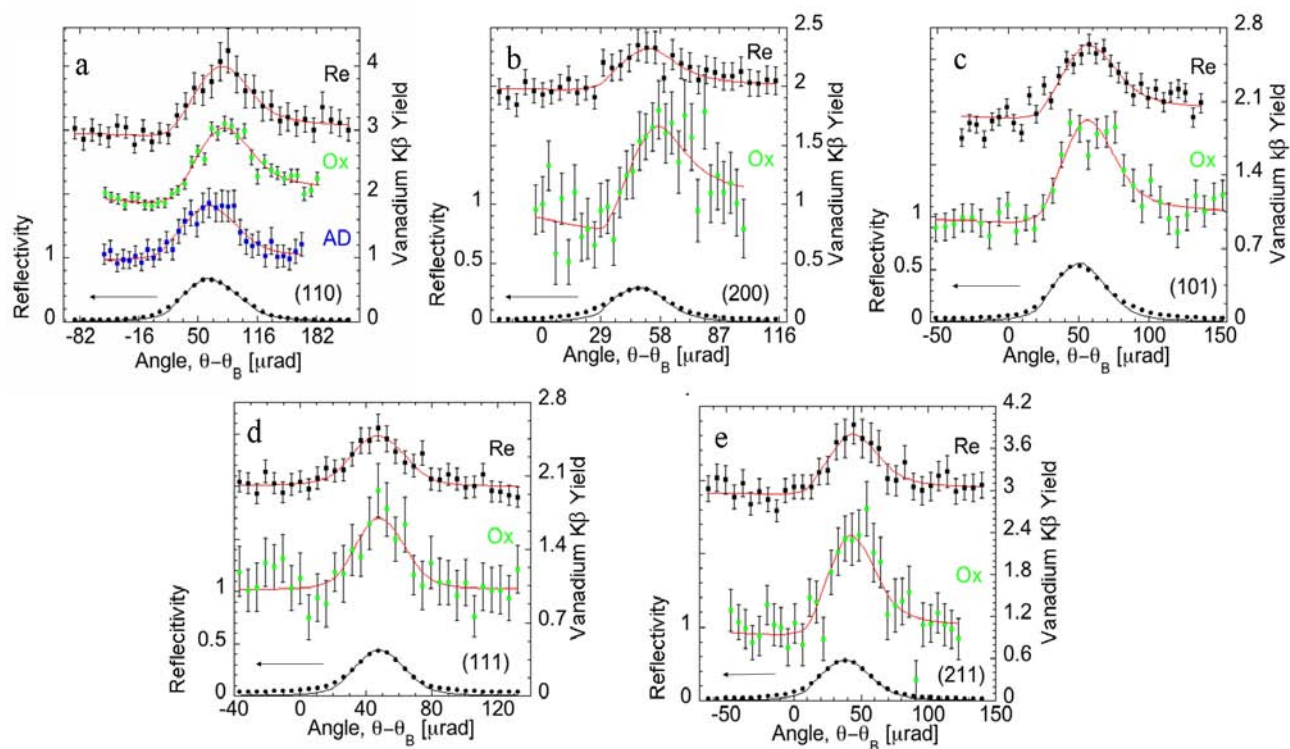 a
Re
Ox
AD
(110)
Reflectivity
1
0
4
3
2
1
0
Vanadium Kβ Yield
-82 -16 50 116 182
Angle, θ−θB [μrad]
b
Re
Ox
(200)
Reflectivity
1
0
2.5
2
1.5
1
0.5
0
Vanadium Kβ Yield
0 29 58 87 116
Angle, θ−θB [μrad]
c
Re
Ox
(101)
Reflectivity
1
0.5
0
2.8
2.1
1.4
0.7
0
Vanadium Kβ Yield
-50 0 50 100 150
Angle, θ−θB [μrad]
d
Re
Ox
(111)
Reflecitivity
1
0.5
0
2.8
2.1
1.4
0.7
0
Vanadium Kβ Yield
-40 0 40 80 120
Angle, θ−θB [μrad]
e
Re
Ox
(211)
Reflectivity
1
0
4.2
3.6
3
2.4
1.8
1.2
0.6
0
Vanadium Kβ Yield
-50 0 50 100 150
Angle, θ−θB [μrad]